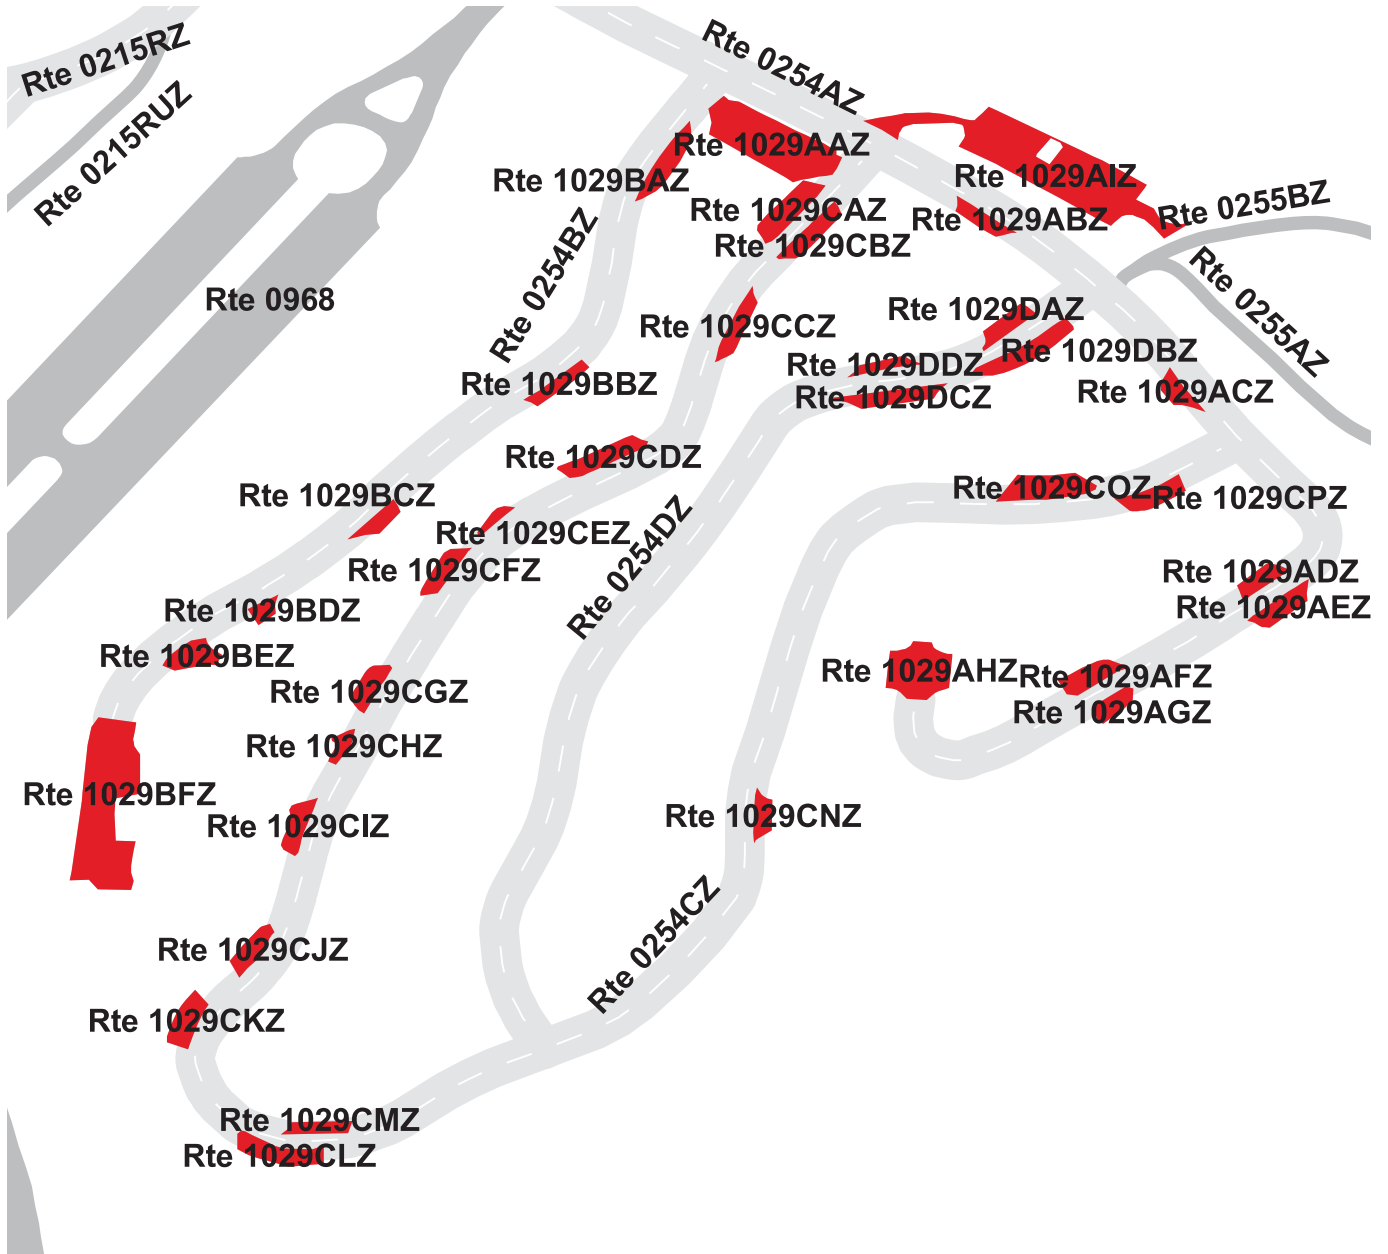 Rte 0215RZ
Rte 0254AZ
Rte 0215RUZ
Rte 1029AAZ
Rte 1029BAZ
Rte 1029AIZ
Rte 0255BZ
Rte 1029CAZ
Rte 1029ABZ
Rte 1029CBZ
Rte 0254BZ
Rte 0968
Rte 0255AZ
Rte 1029DAZ
Rte 1029CCZ
Rte 1029DBZ
Rte 1029DDZ
Rte 1029BBZ
Rte 1029ACZ
Rte 1029DCZ
Rte 1029CDZ
Rte 1029BCZ
Rte 1029COZ
Rte 1029CPZ
Rte 1029CEZ
Rte 0254DZ
Rte 1029CFZ
Rte 1029ADZ
Rte 1029BDZ
Rte 1029AEZ
Rte 1029BEZ
Rte 1029AHZ
Rte 1029AFZ
Rte 1029CGZ
Rte 1029AGZ
Rte 1029CHZ
Rte 1029BFZ
Rte 1029CNZ
Rte 1029CIZ
Rte 0254CZ
Rte 1029CJZ
Rte 1029CKZ
Rte 1029CMZ
Rte 1029CLZ